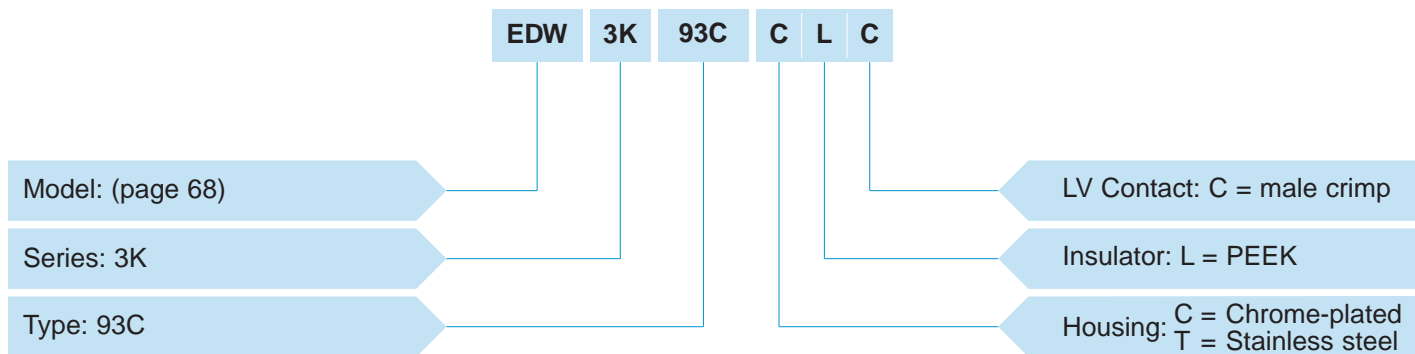 EDW 3K 93C C L C
Model: (page 68)
Series: 3K
Type: 93C
LV Contact: C = male crimp
Insulator: L = PEEK
Housing: C = Chrome-plated
T = Stainless steel